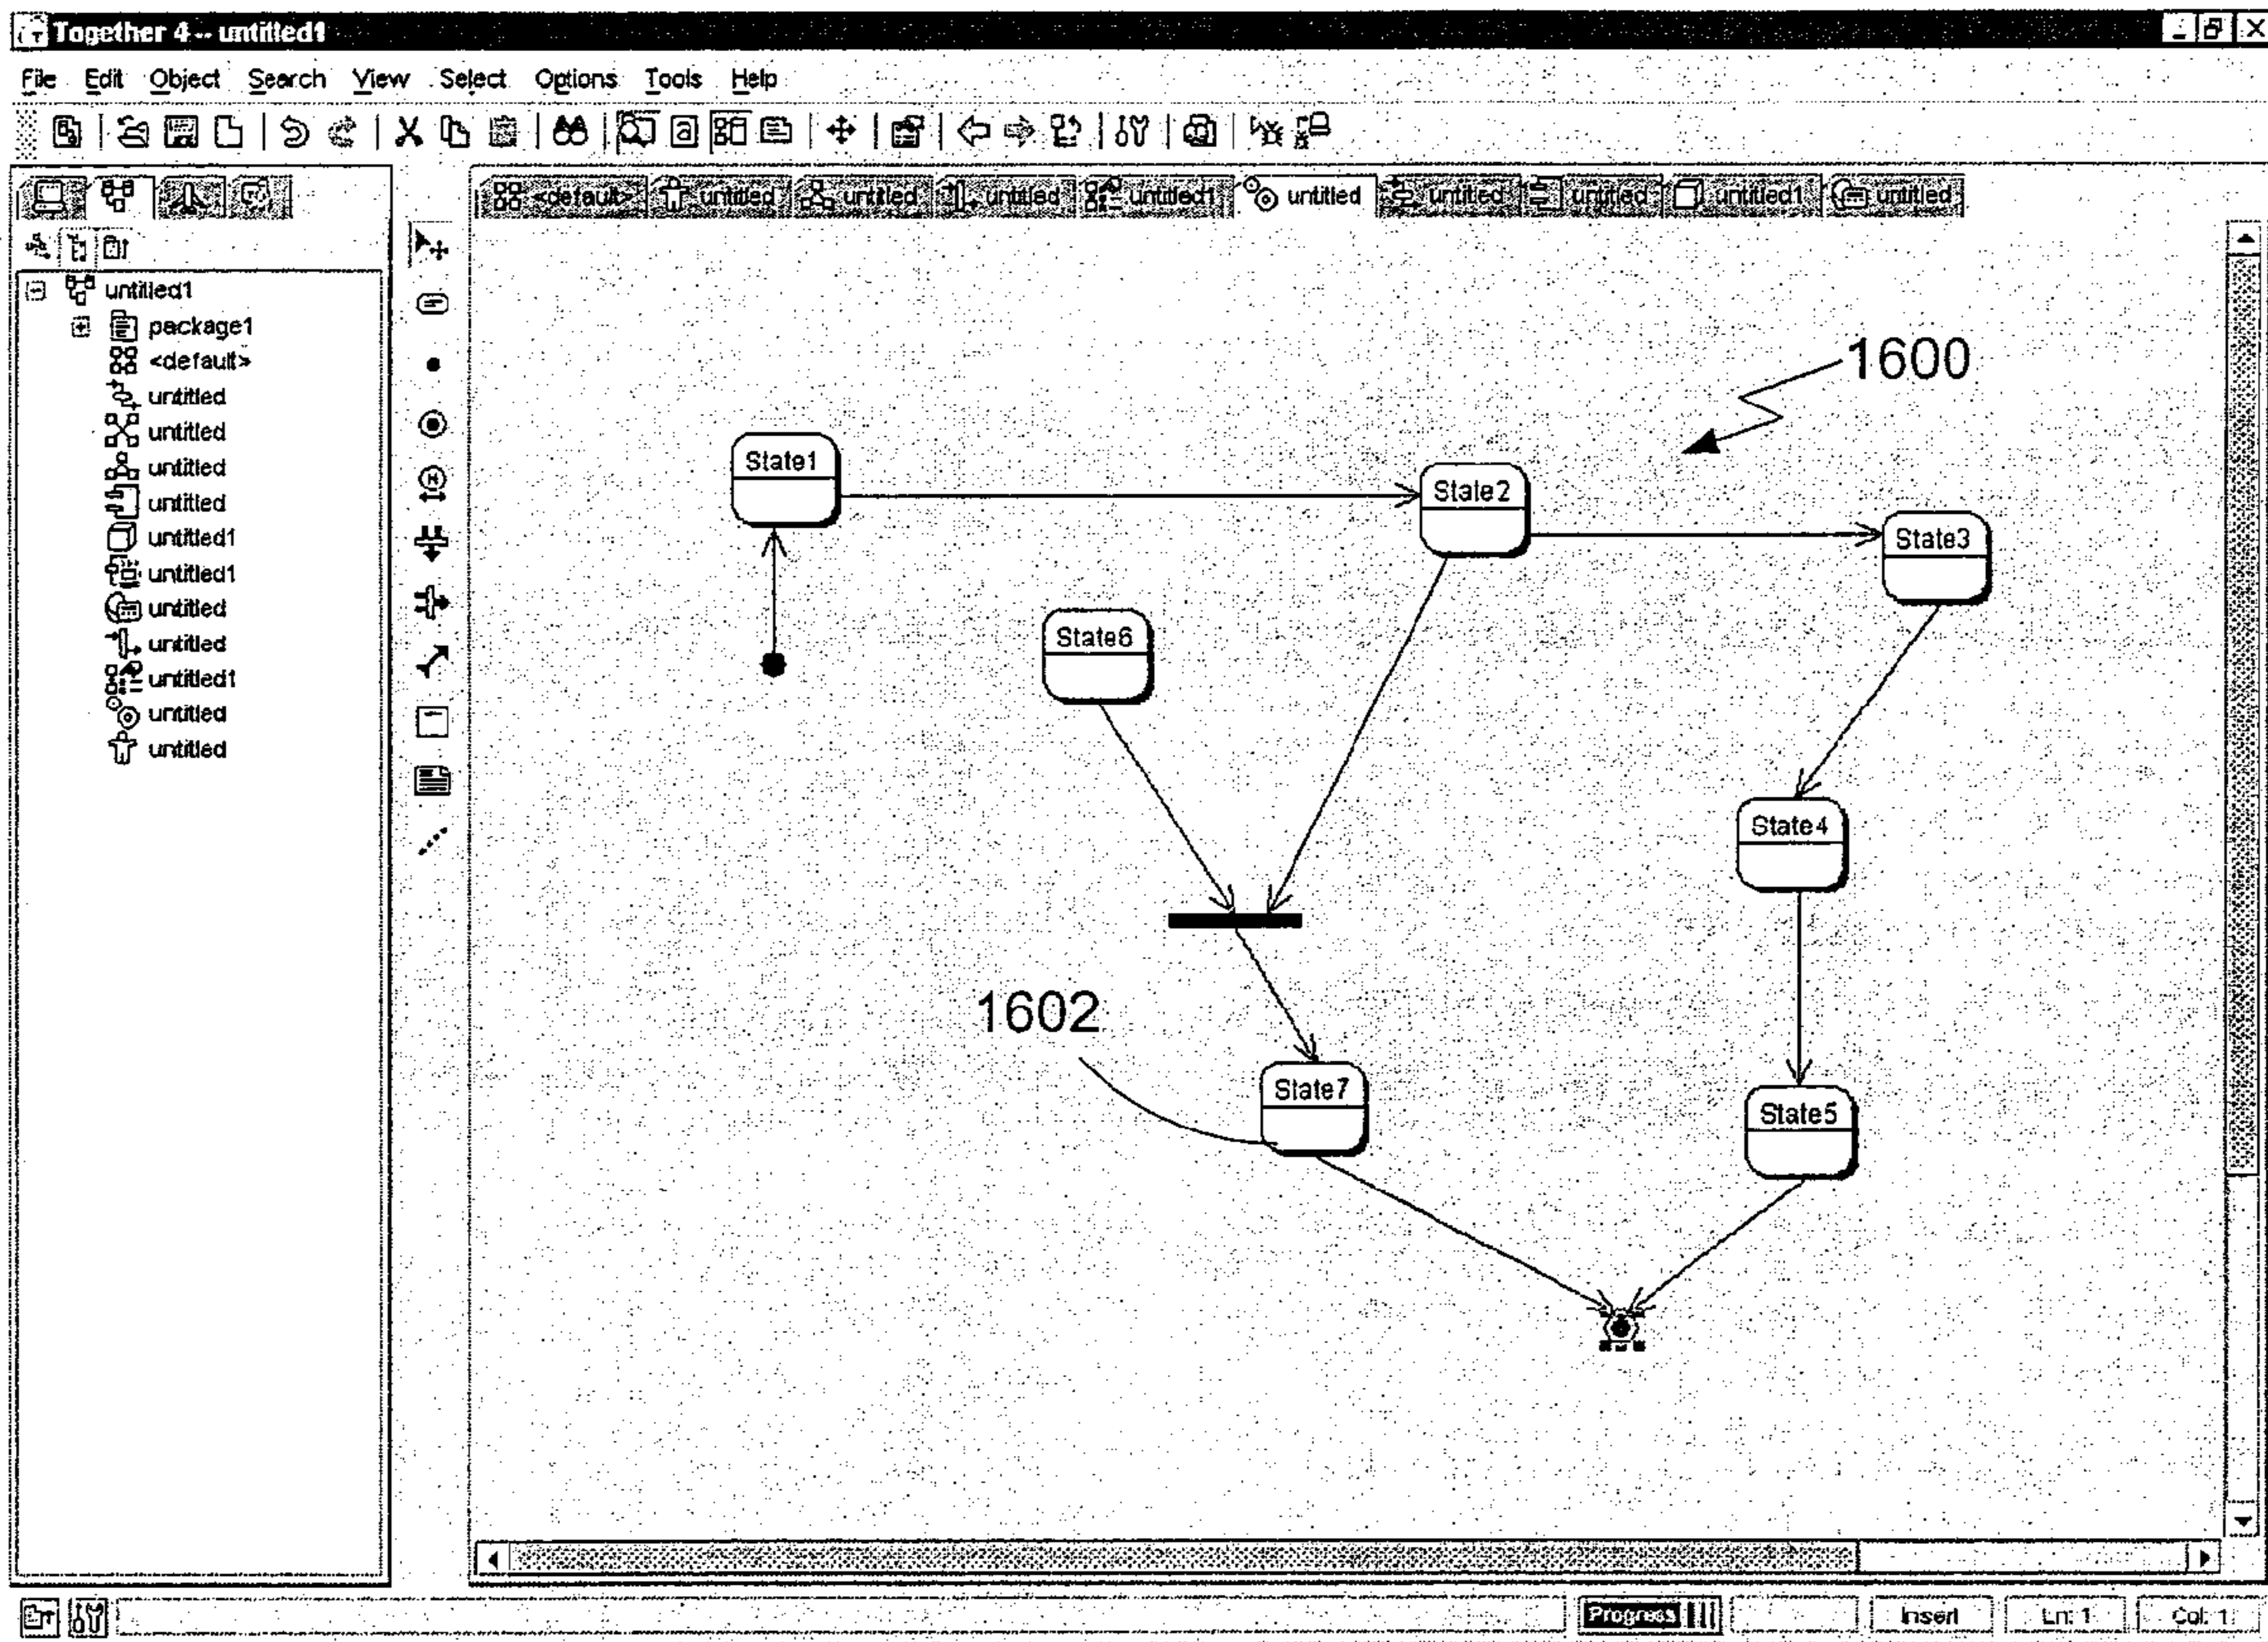 Together 4 -- untitled1
File Edit Object Search View Select Options Tools Help
<default> untitled untitled untitled untitled1 untitled untitled untitled untitled1 untitled
untitled1
package1
<default>
untitled
untitled
untitled
untitled
untitled1
untitled1
untitled
untitled
untitled1
untitled
untitled
1600
State1
State2
State3
State6
State4
1602
State7
State5
Progress Insert Ln: 1 Col: 1